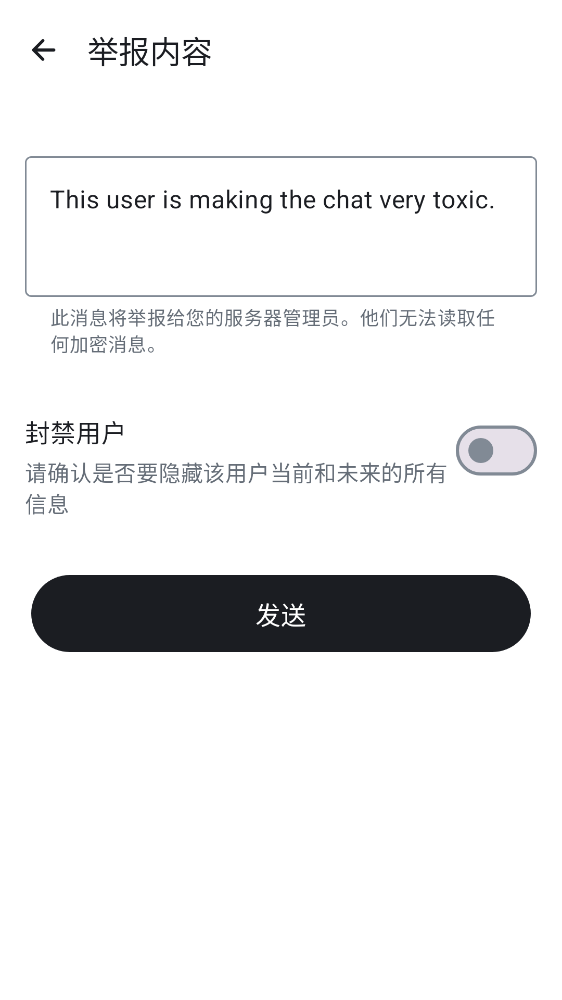 举报内容
This user is making the chat very toxic.
此消息将举报给您的服务器管理员。他们无法读取任
何加密消息。
封禁用户
请确认是否要隐藏该用户当前和未来的所有
信息
发送